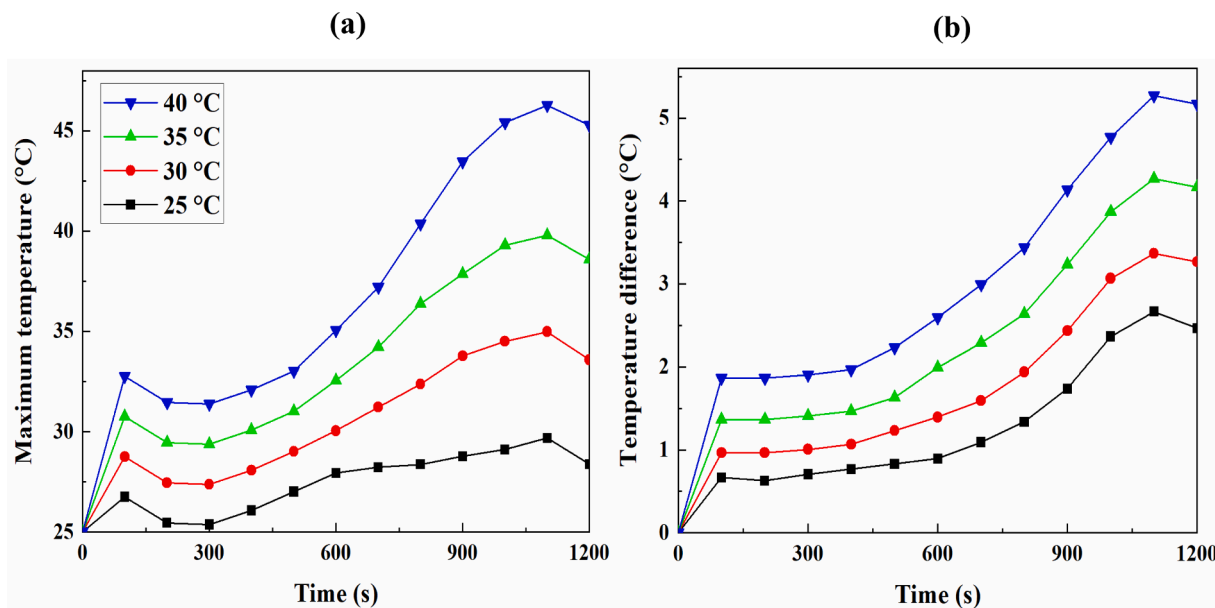 (a)
(b)
Maximum temperature (°C)
45
40
35
30
25
40 °C
35 °C
30 °C
25 °C
0
300
600
900
1200
Time (s)
Temperature difference (°C)
5
4
3
2
1
0
0
300
600
900
1200
Time (s)